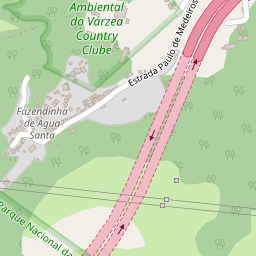 Ambiental
do Várzea
Country
Clube
Estrada Paulo de Medeiros
Fazendinha
de Água
Santa
Parque Nacional da